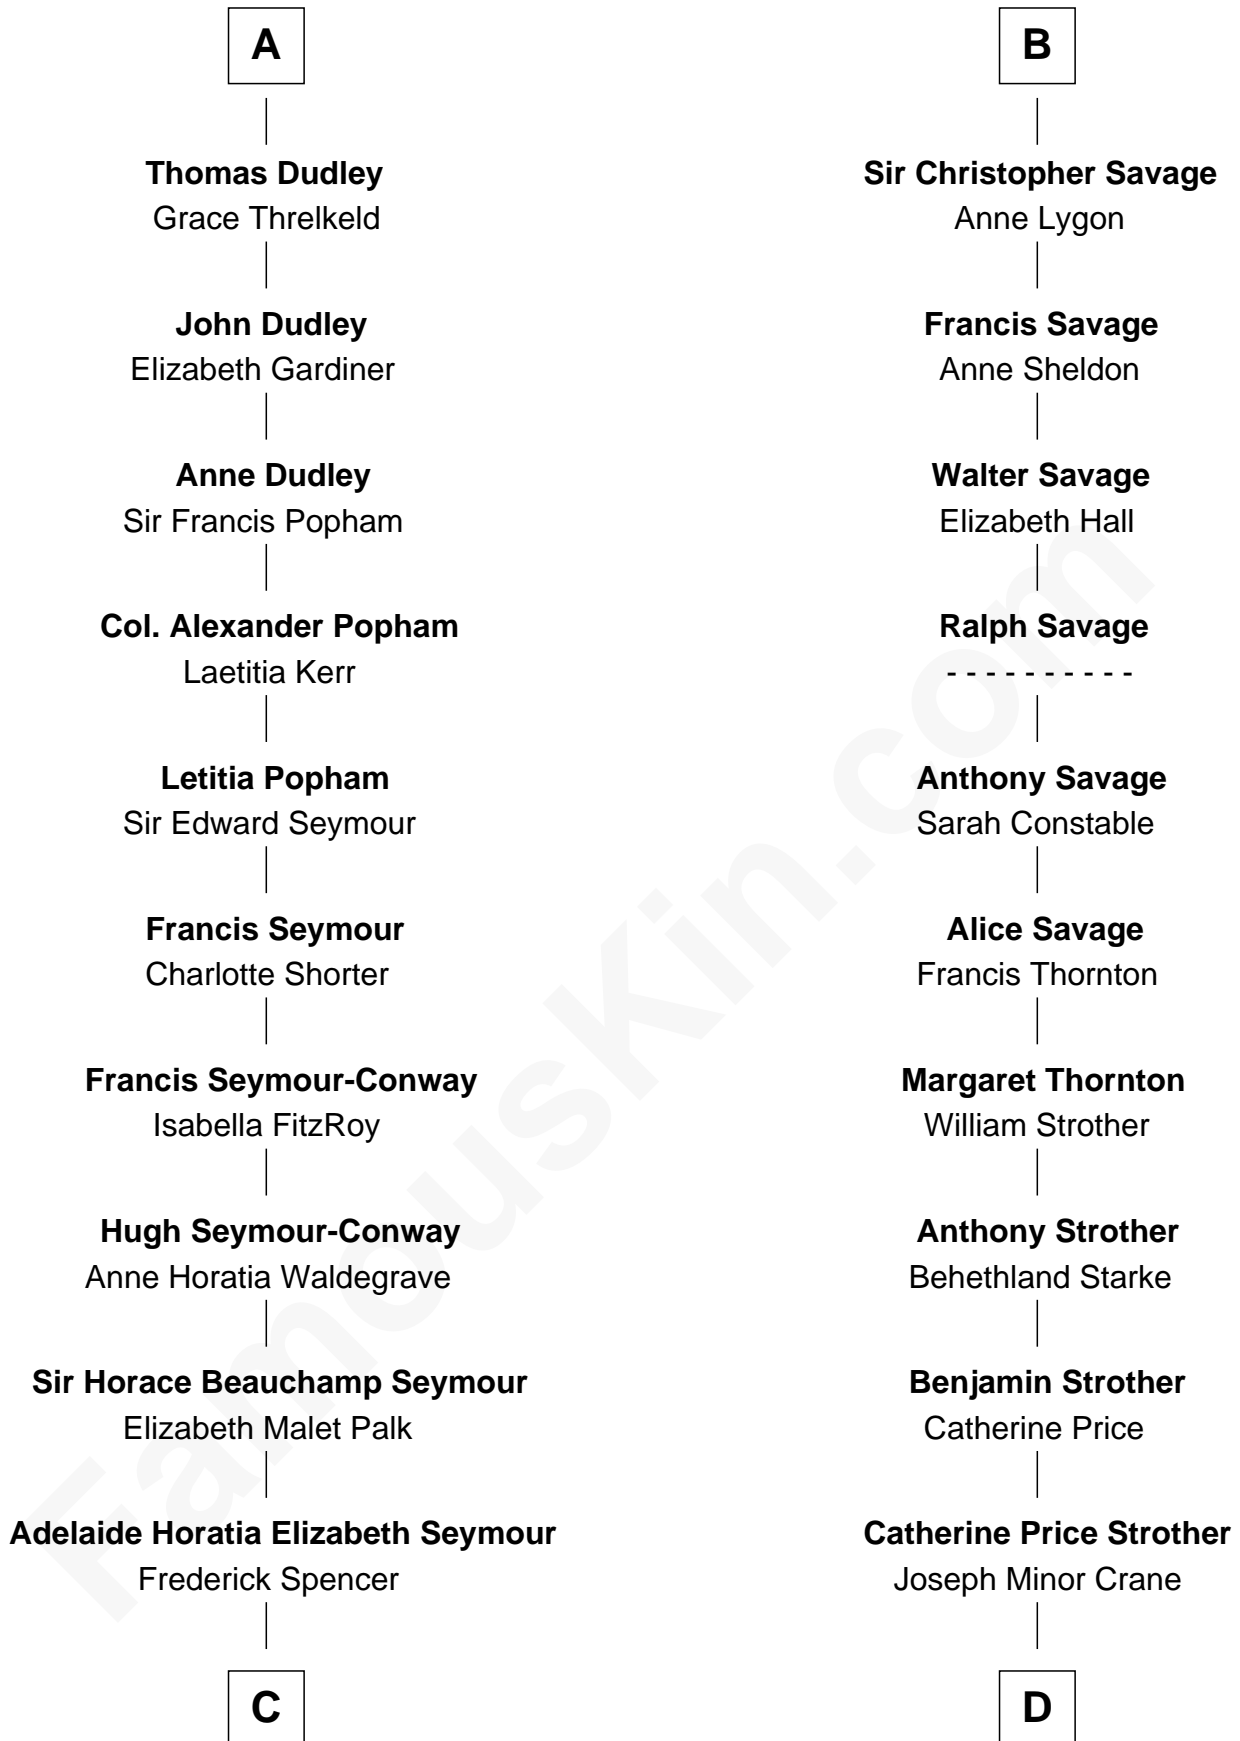 A
Thomas Dudley
Grace Threlkeld
John Dudley
Elizabeth Gardiner
Anne Dudley
Sir Francis Popham
Col. Alexander Popham
Laetitia Kerr
Letitia Popham
Sir Edward Seymour
Francis Seymour
Charlotte Shorter
Francis Seymour-Conway
Isabella FitzRoy
Hugh Seymour-Conway
Anne Horatia Waldegrave
Sir Horace Beauchamp Seymour
Elizabeth Malet Palk
Adelaide Horatia Elizabeth Seymour
Frederick Spencer
C
B
Sir Christopher Savage
Anne Lygon
Francis Savage
Anne Sheldon
Walter Savage
Elizabeth Hall
Ralph Savage
- - - - - - - - - -
Anthony Savage
Sarah Constable
Alice Savage
Francis Thornton
Margaret Thornton
William Strother
Anthony Strother
Behethland Starke
Benjamin Strother
Catherine Price
Catherine Price Strother
Joseph Minor Crane
D
FamousKin.com